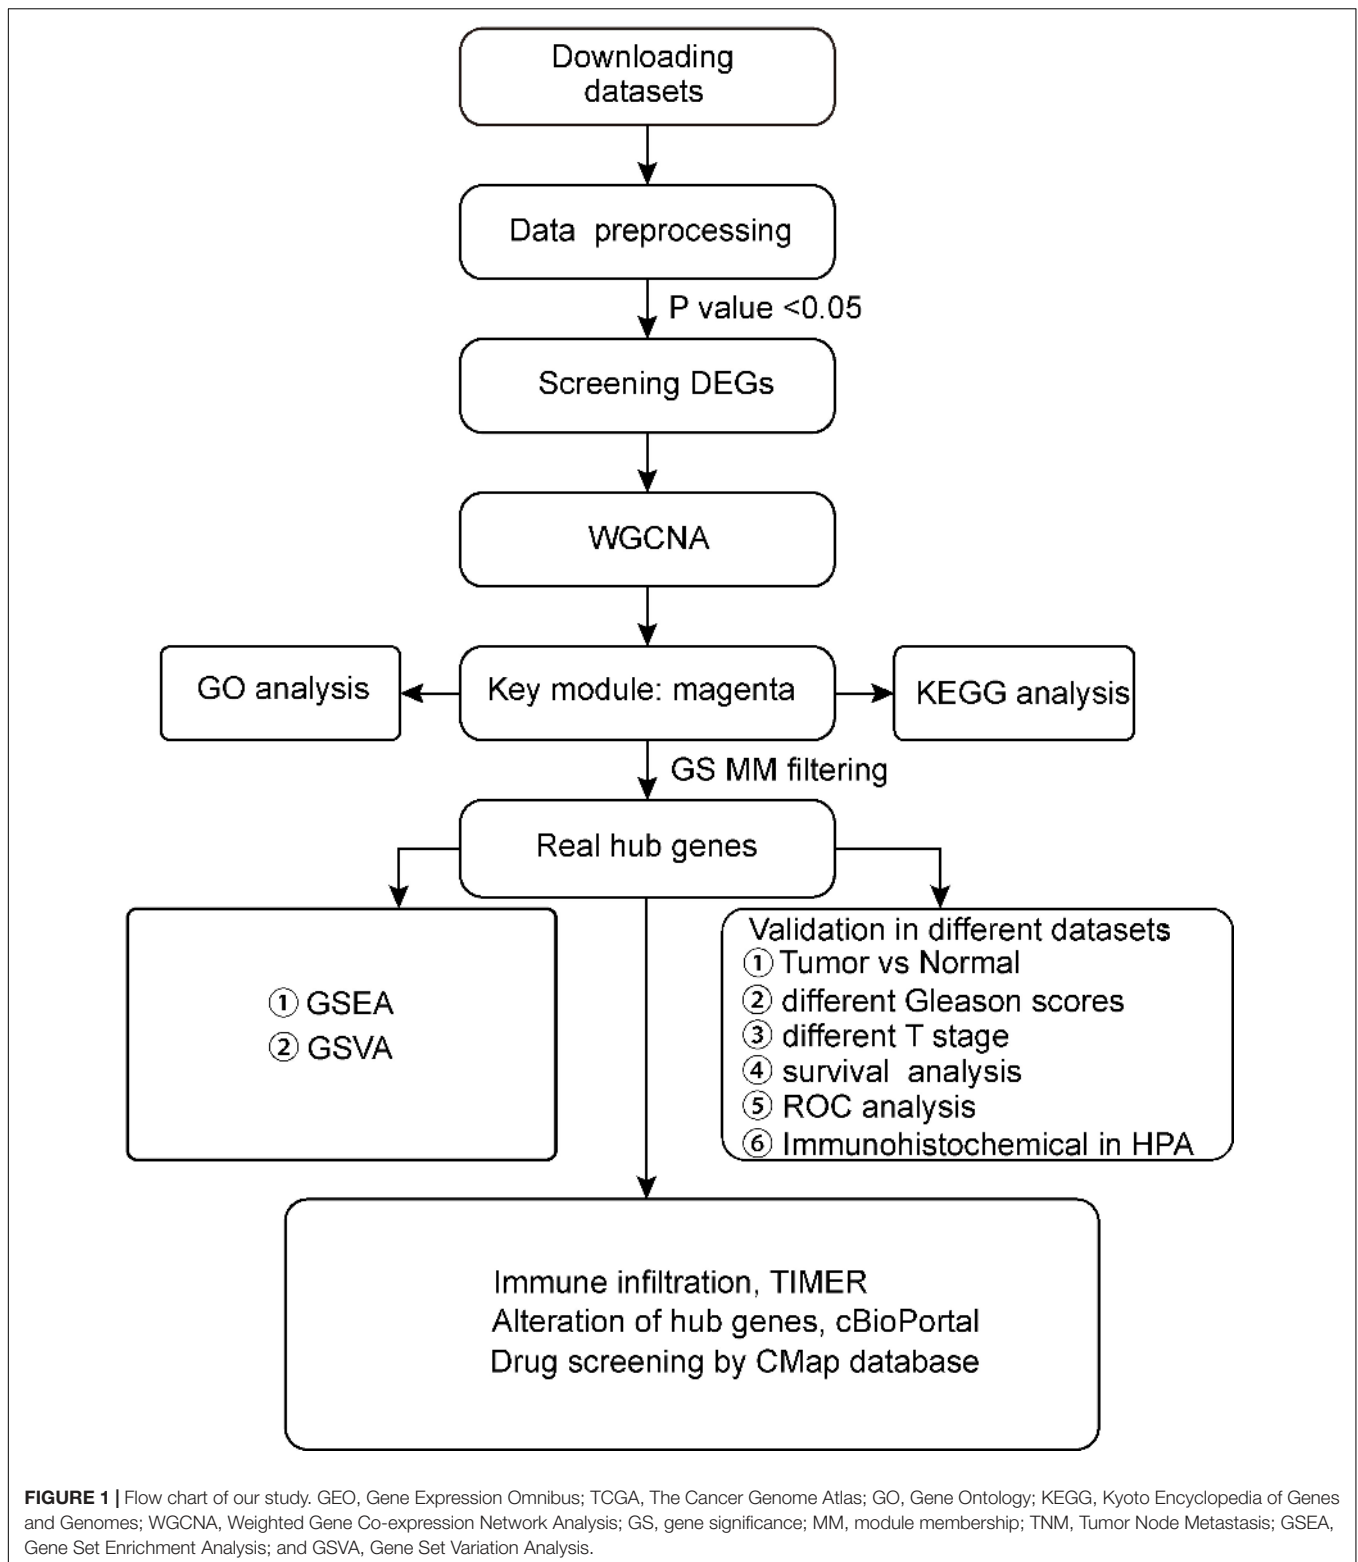 Downloading
datasets
Data preprocessing
P value <0.05
Screening DEGs
WGCNA
GO analysis
Key module: magenta
KEGG analysis
GS MM filtering
Real hub genes
① GSEA
② GSVA
Validation in different datasets
① Tumor vs Normal
② different Gleason scores
③ different T stage
④ survival analysis
⑤ ROC analysis
⑥ Immunohistochemical in HPA
Immune infiltration, TIMER
Alteration of hub genes, cBioPortal
Drug screening by CMap database
FIGURE 1 | Flow chart of our study. GEO, Gene Expression Omnibus; TCGA, The Cancer Genome Atlas; GO, Gene Ontology; KEGG, Kyoto Encyclopedia of Genes
and Genomes; WGCNA, Weighted Gene Co-expression Network Analysis; GS, gene significance; MM, module membership; TNM, Tumor Node Metastasis; GSEA,
Gene Set Enrichment Analysis; and GSVA, Gene Set Variation Analysis.